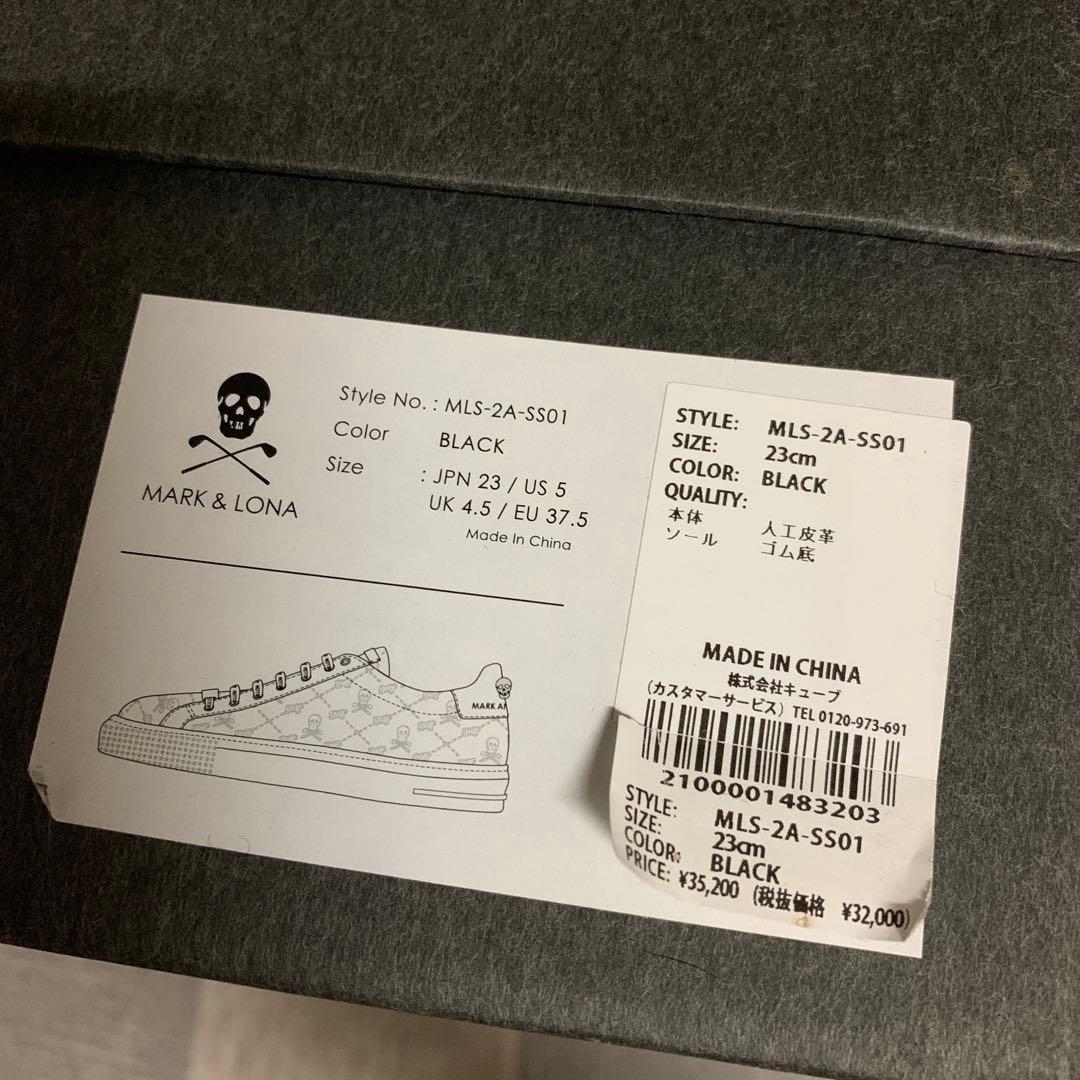 MARK & LONA
Style No. : MLS-2A-SS01
Color BLACK
Size : JPN 23 / US 5
UK 4.5 / EU 37.5
Made In China
MARK AN
STYLE: MLS-2A-SS01
SIZE: 23cm
COLOR: BLACK
QUALITY:
本体 人工皮革
ソール ゴム底
MADE IN CHINA
株式会社キューブ
(カスタマーサービス) TEL 0120-973-691
2100001483203
STYLE: MLS-2A-SS01
SIZE: 23cm
COLOR: BLACK
PRICE: ¥35,200 (税抜価格 ¥32,000)